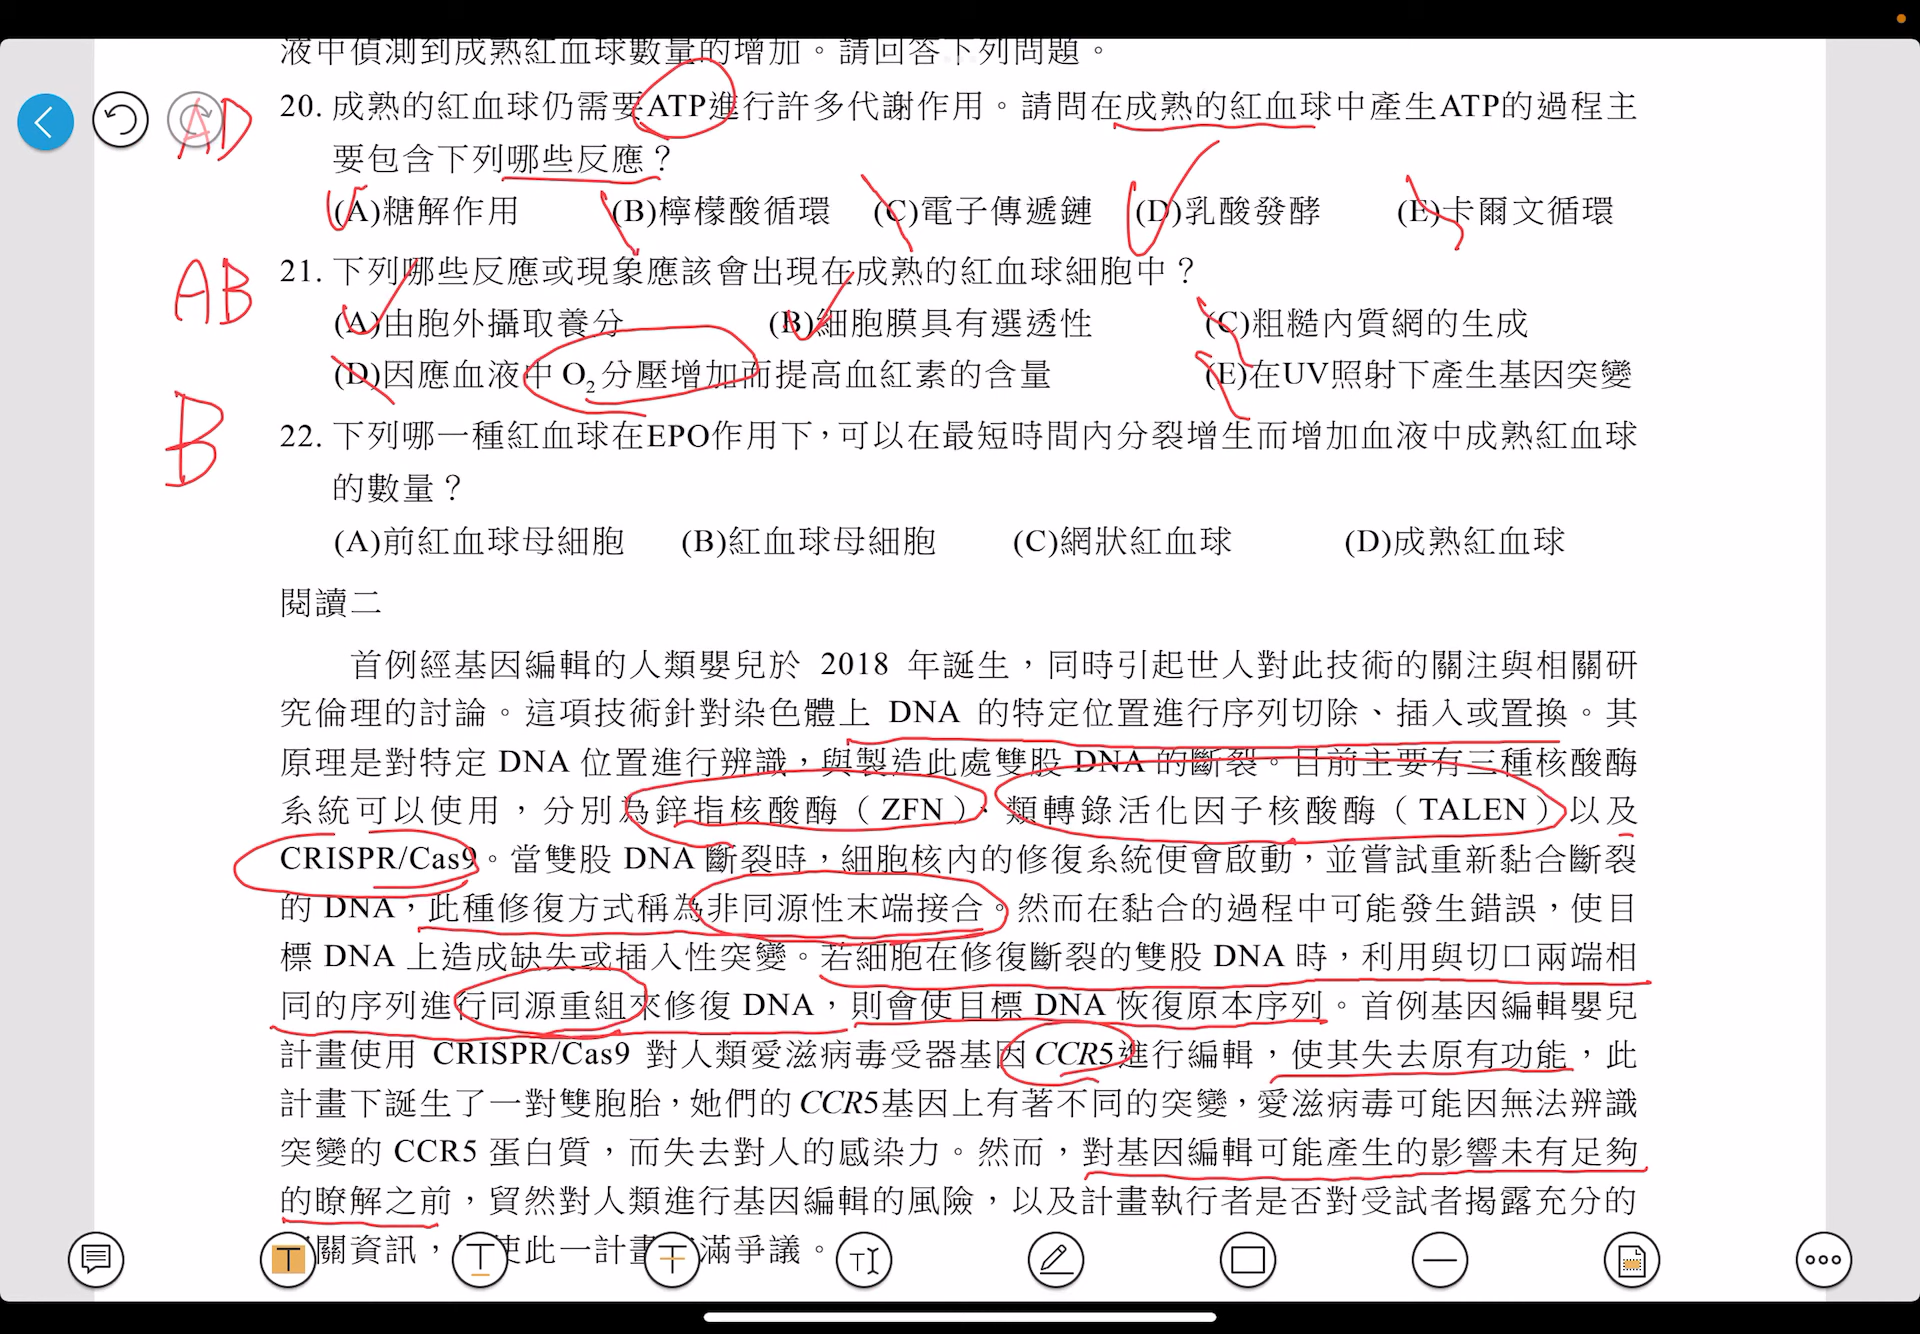 液中偵測到成熟紅血球數量的增加。請回答下列問題。
AD
20. 成熟的紅血球仍需要ATP進行許多代謝作用。請問在成熟的紅血球中產生ATP的過程主
要包含下列哪些反應？
(A)糖解作用 (B)檸檬酸循環 (C)電子傳遞鏈 (D)乳酸發酵 (E)卡爾文循環
AB
21. 下列哪些反應或現象應該會出現在成熟的紅血球細胞中？
(A)由胞外攝取養分 (B)細胞膜具有選透性 (C)粗糙內質網的生成
(D)因應血液中O₂分壓增加而提高血紅素的含量 (E)在UV照射下產生基因突變
B
22. 下列哪一種紅血球在EPO作用下，可以在最短時間內分裂增生而增加血液中成熟紅血球
的數量？
(A)前紅血球母細胞 (B)紅血球母細胞 (C)網狀紅血球 (D)成熟紅血球
閱讀二
首例經基因編輯的人類嬰兒於 2018 年誕生，同時引起世人對此技術的關注與相關研
究倫理的討論。這項技術針對染色體上 DNA 的特定位置進行序列切除、插入或置換。其
原理是對特定 DNA 位置進行辨識，與製造此處雙股 DNA 的斷裂。目前主要有三種核酸酶
系統可以使用，分別為鋅指核酸酶（ZFN）、類轉錄活化因子核酸酶（TALEN）以及
CRISPR/Cas9。當雙股 DNA 斷裂時，細胞核內的修復系統便會啟動，並嘗試重新黏合斷裂
的 DNA，此種修復方式稱為非同源性末端接合。然而在黏合的過程中可能發生錯誤，使目
標 DNA 上造成缺失或插入性突變。若細胞在修復斷裂的雙股 DNA 時，利用與切口兩端相
同的序列進行同源重組來修復 DNA，則會使目標 DNA 恢復原本序列。首例基因編輯嬰兒
計畫使用 CRISPR/Cas9 對人類愛滋病毒受器基因 CCR5進行編輯，使其失去原有功能，此
計畫下誕生了一對雙胞胎，她們的 CCR5基因上有著不同的突變，愛滋病毒可能因無法辨識
突變的 CCR5 蛋白質，而失去對人的感染力。然而，對基因編輯可能產生的影響未有足夠
的瞭解之前，貿然對人類進行基因編輯的風險，以及計畫執行者是否對受試者揭露充分的
關資訊，使此一計畫滿爭議。